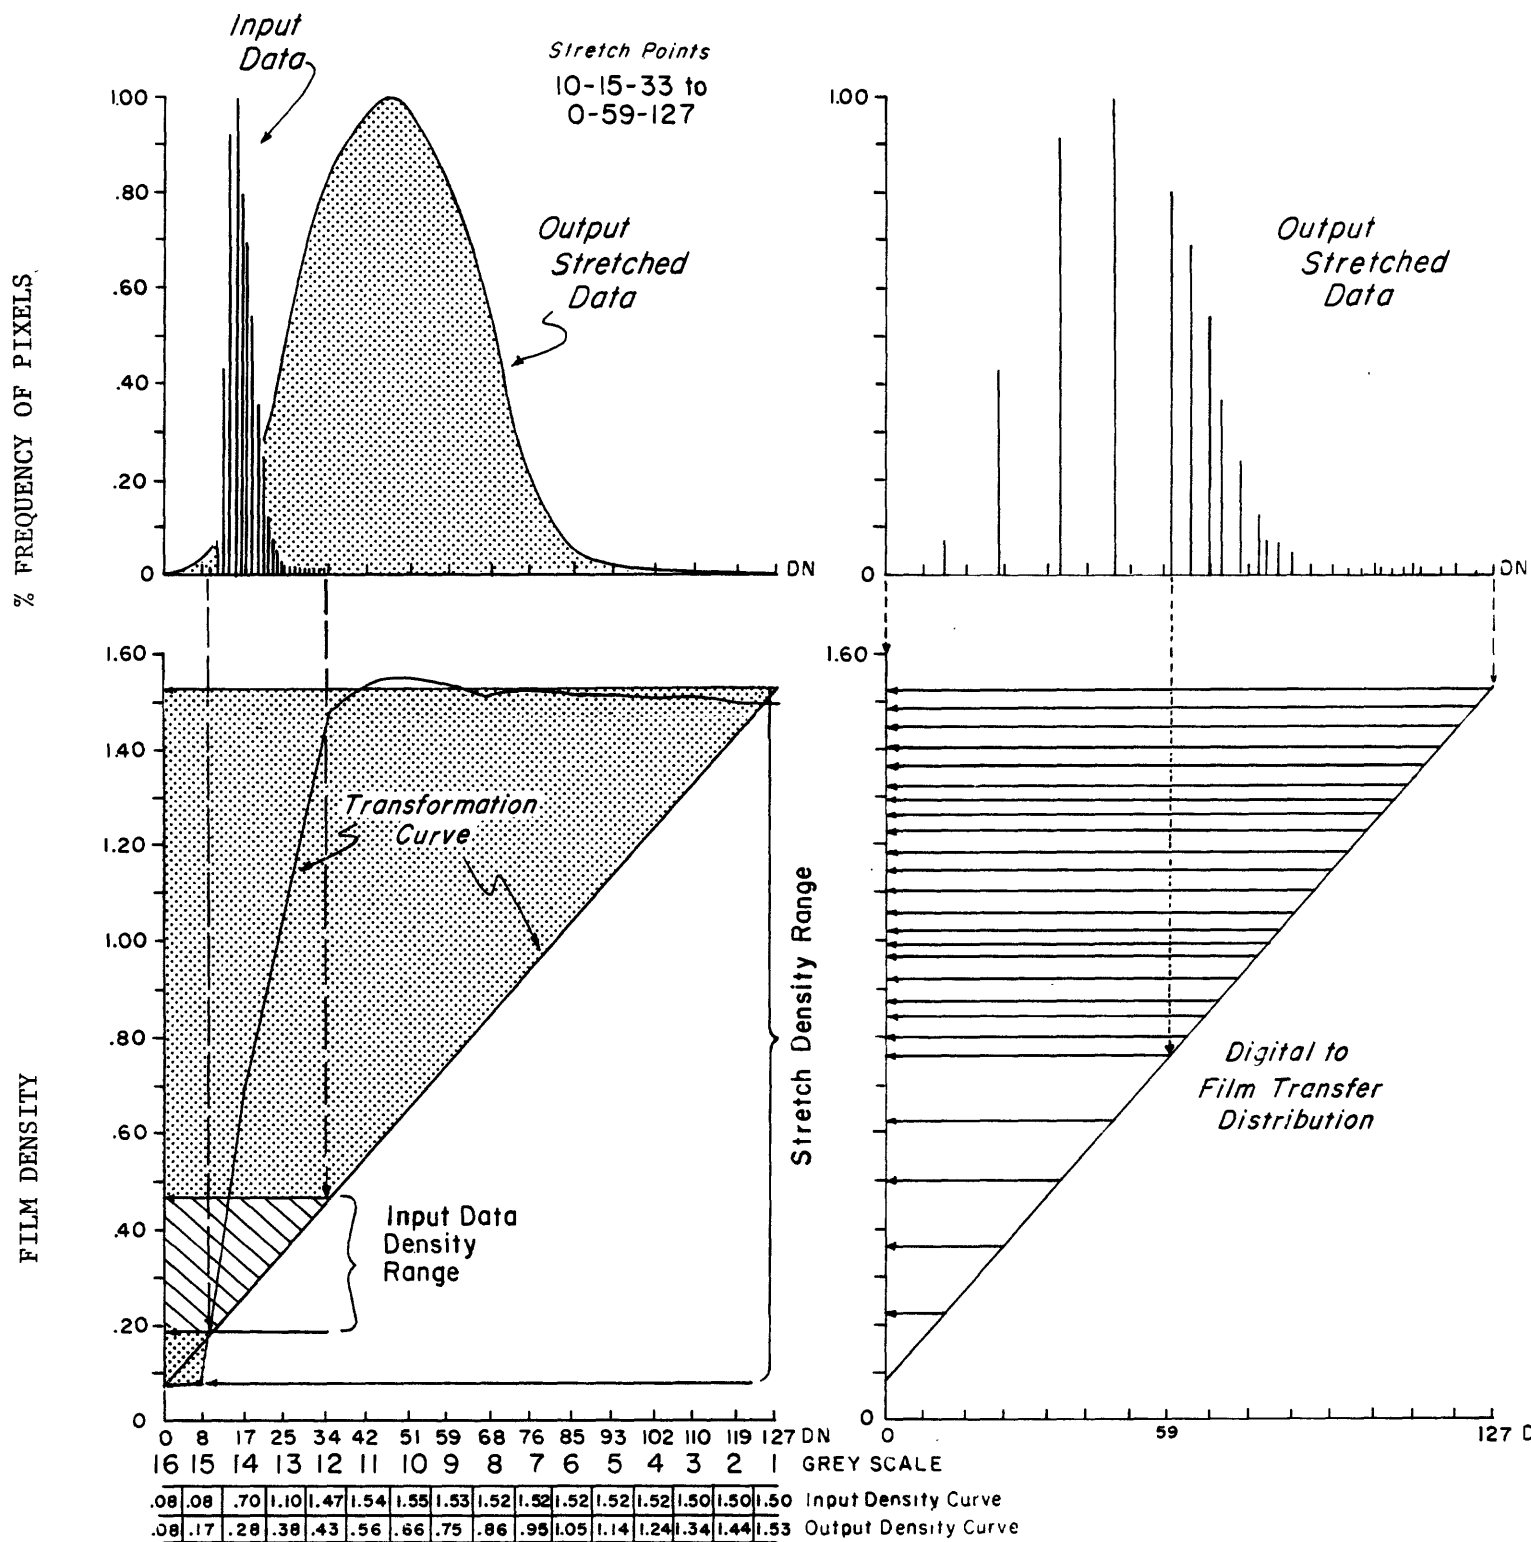 Input
Data
Stretch Points
10-15-33 to
0-59-127
Output
Stretched
Data
Output
Stretched
Data
% FREQUENCY OF PIXELS
1.00
.80
.60
.40
.20
0
DN
1.00
0
DN
FILM DENSITY
1.60
1.40
1.20
1.00
.80
.60
.40
.20
0
Transformation
Curve
Input Data
Density
Range
Stretch Density Range
1.60
0
Digital to
Film Transfer
Distribution
0 8 17 25 34 42 51 59 68 76 85 93 102 110 119 127 DN
0 59 127 D
16 15 14 13 12 11 10 9 8 7 6 5 4 3 2 1 GREY SCALE
.08 .08 .70 1.10 1.47 1.54 1.55 1.53 1.52 1.52 1.52 1.52 1.52 1.50 1.50 1.50 Input Density Curve
.08 .17 .28 .38 .43 .56 .66 .75 .86 .95 1.05 1.14 1.24 1.34 1.44 1.53 Output Density Curve